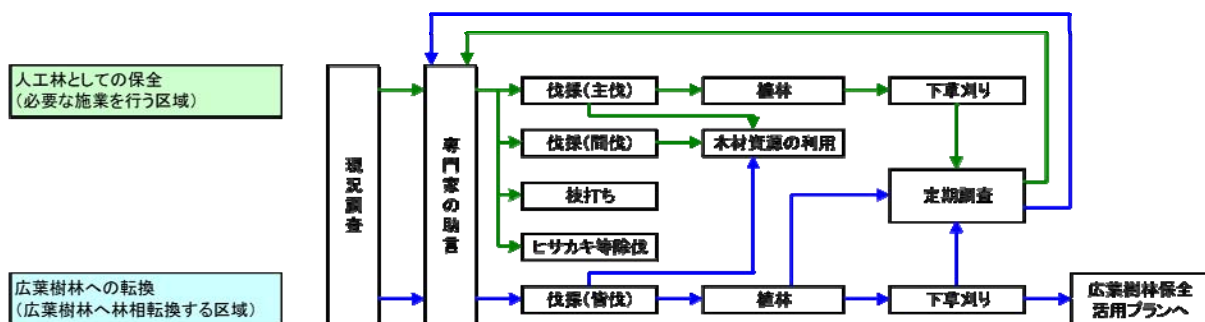 人工林としての保全
(必要な施業を行う区域)
現況調査
専門家の助言
伐採(主伐)
植林
下草刈り
伐採(間伐)
木材資源の利用
枝打ち
定期調査
ヒサカキ等除伐
広葉樹林への転換
(広葉樹林へ林相転換する区域)
伐採(皆伐)
植林
下草刈り
広葉樹林保全
活用プランへ